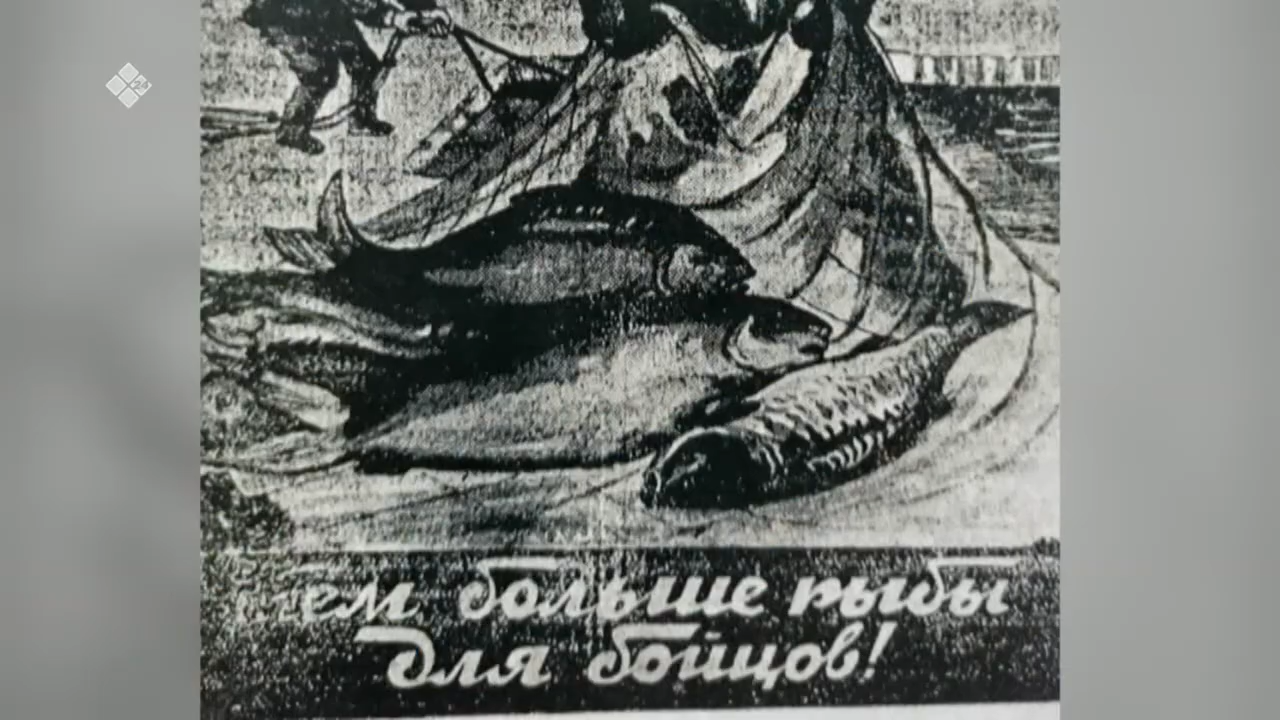 больше рыбы
для бойцов!